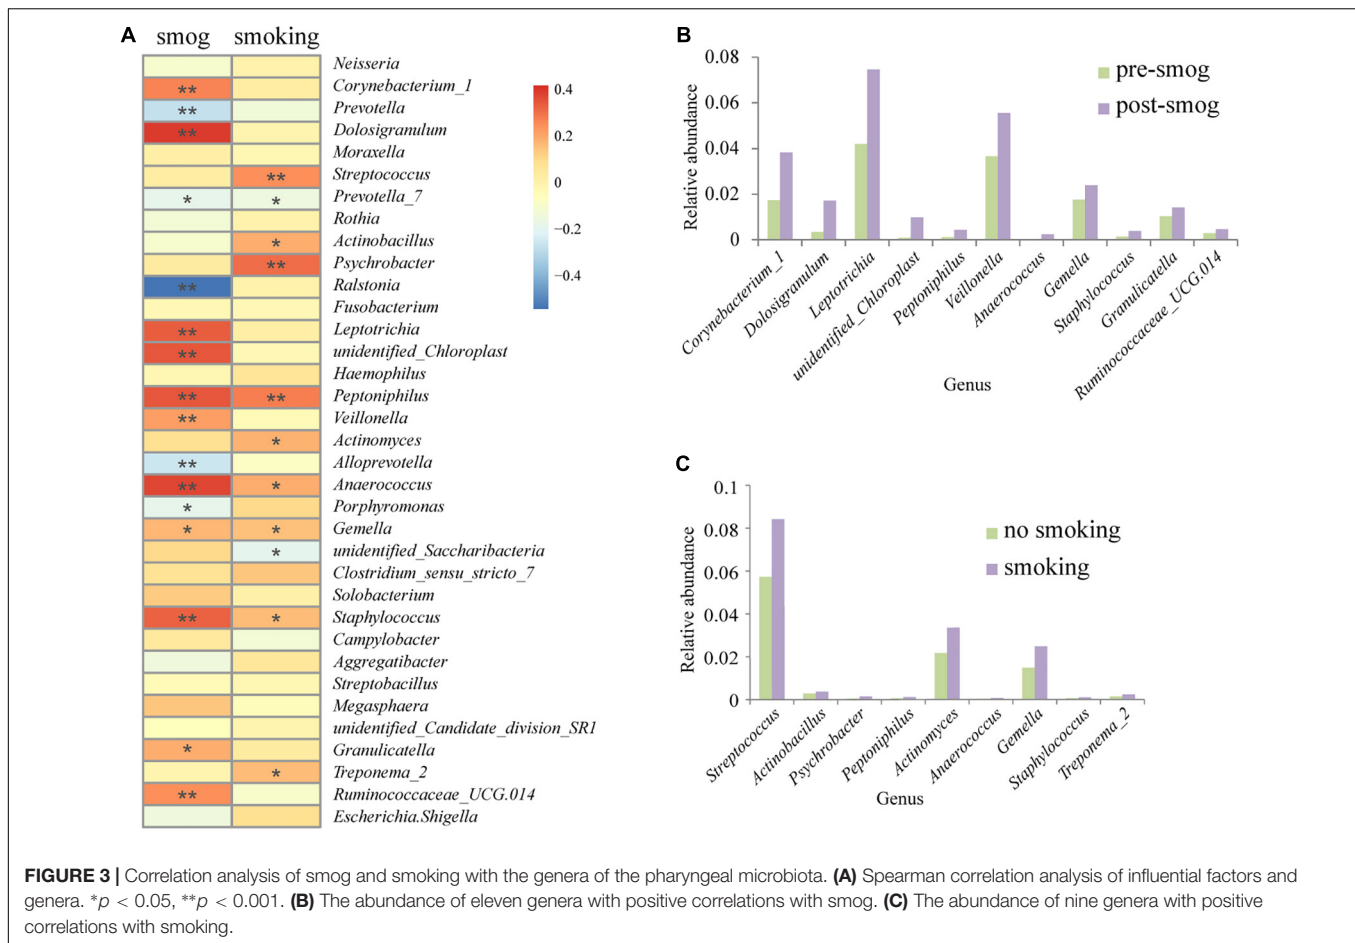 A
smog smoking
Neisseria
** Corynebacterium_1
** Prevotella
** Dolosigranulum
Moraxella
** Streptococcus
* * Prevotella_7
Rothia
* Actinobacillus
** Psychrobacter
** Ralstonia
Fusobacterium
** Leptotrichia
** unidentified_Chloroplast
Haemophilus
** ** Peptoniphilus
** Veillonella
* Actinomyces
** Alloprevotella
** * Anaerococcus
* Porphyromonas
* * Gemella
* unidentified_Saccharibacteria
Clostridium_sensu_stricto_7
Solobacterium
** * Staphylococcus
Campylobacter
Aggregatibacter
Streptobacillus
Megasphaera
unidentified_Candidate_division_SR1
* Granulicatella
* Treponema_2
** Ruminococcaceae_UCG.014
Escherichia.Shigella
0.4
0.2
0
−0.2
−0.4
B
Relative abundance
0.08
0.06
0.04
0.02
0
pre-smog
post-smog
Corynebacterium_1
Dolosigranulum
Leptotrichia
unidentified_Chloroplast
Peptoniphilus
Veillonella
Anaerococcus
Gemella
Staphylococcus
Granulicatella
Ruminococcaceae_UCG.014
Genus
C
Relative abundance
0.1
0.08
0.06
0.04
0.02
0
no smoking
smoking
Streptococcus
Actinobacillus
Psychrobacter
Peptoniphilus
Actinomyces
Anaerococcus
Gemella
Staphylococcus
Treponema_2
Genus
FIGURE 3 | Correlation analysis of smog and smoking with the genera of the pharyngeal microbiota. (A) Spearman correlation analysis of influential factors and
genera. *p < 0.05, **p < 0.001. (B) The abundance of eleven genera with positive correlations with smog. (C) The abundance of nine genera with positive
correlations with smoking.